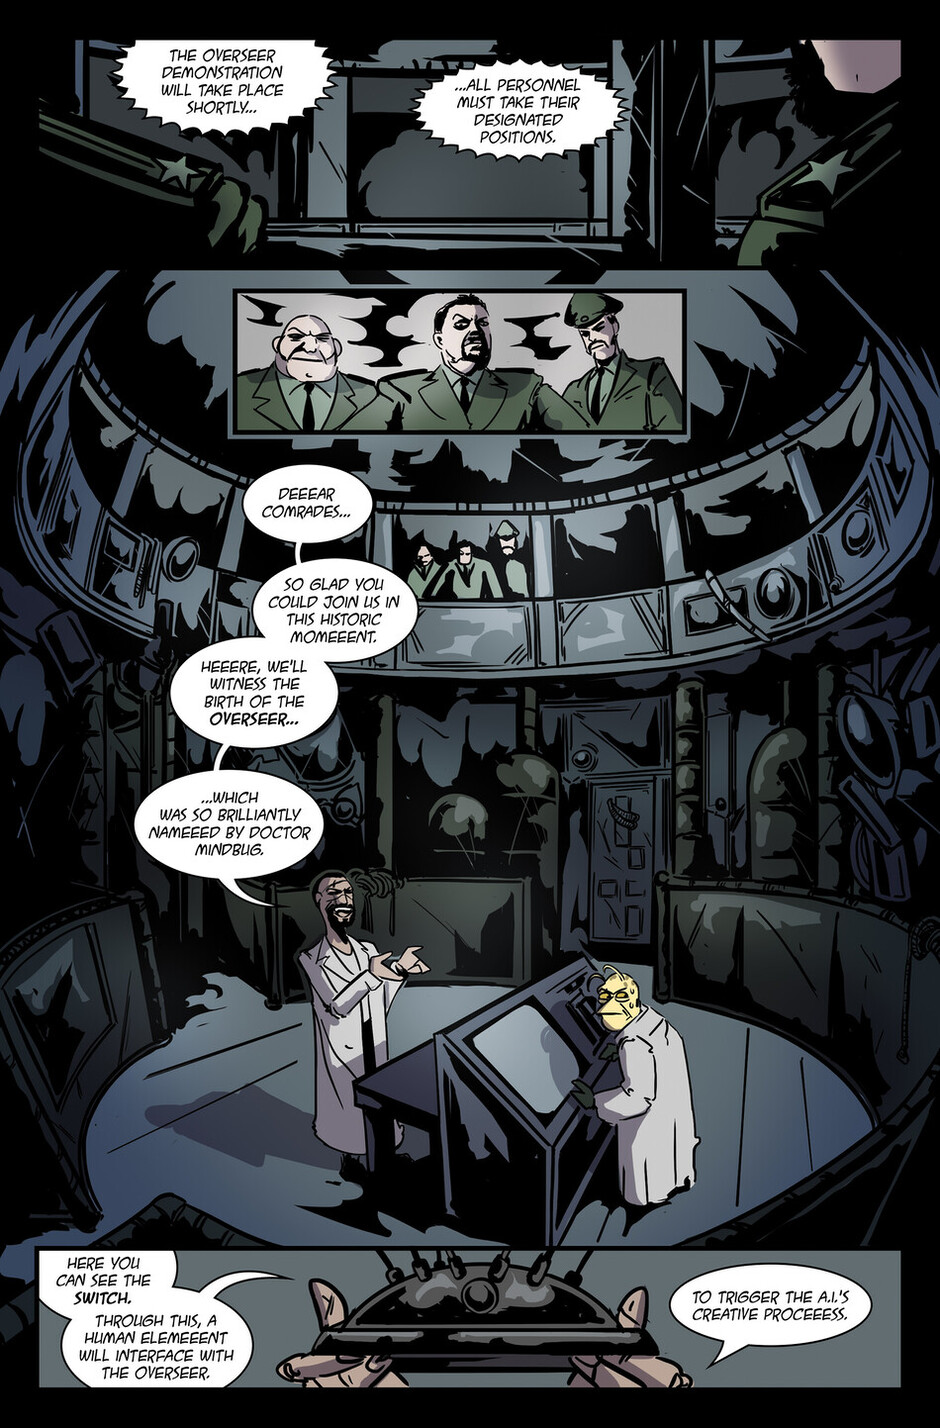 THE OVERSEER
DEMONSTRATION
WILL TAKE PLACE
SHORTLY...
...ALL PERSONNEL
MUST TAKE THEIR
DESIGNATED
POSITIONS.
DEEEAR
COMRADES...
SO GLAD YOU
COULD JOIN US IN
THIS HISTORIC
MOMEEENT.
HEEERE, WE'LL
WITNESS THE
BIRTH OF THE
OVERSEER...
...WHICH
WAS SO BRILLIANTLY
NAMEEED BY DOCTOR
MINDBUG.
HERE YOU
CAN SEE THE
SWITCH.
THROUGH THIS, A
HUMAN ELEMEEENT
WILL INTERFACE WITH
THE OVERSEER.
TO TRIGGER THE A.I.'S
CREATIVE PROCEEESS.